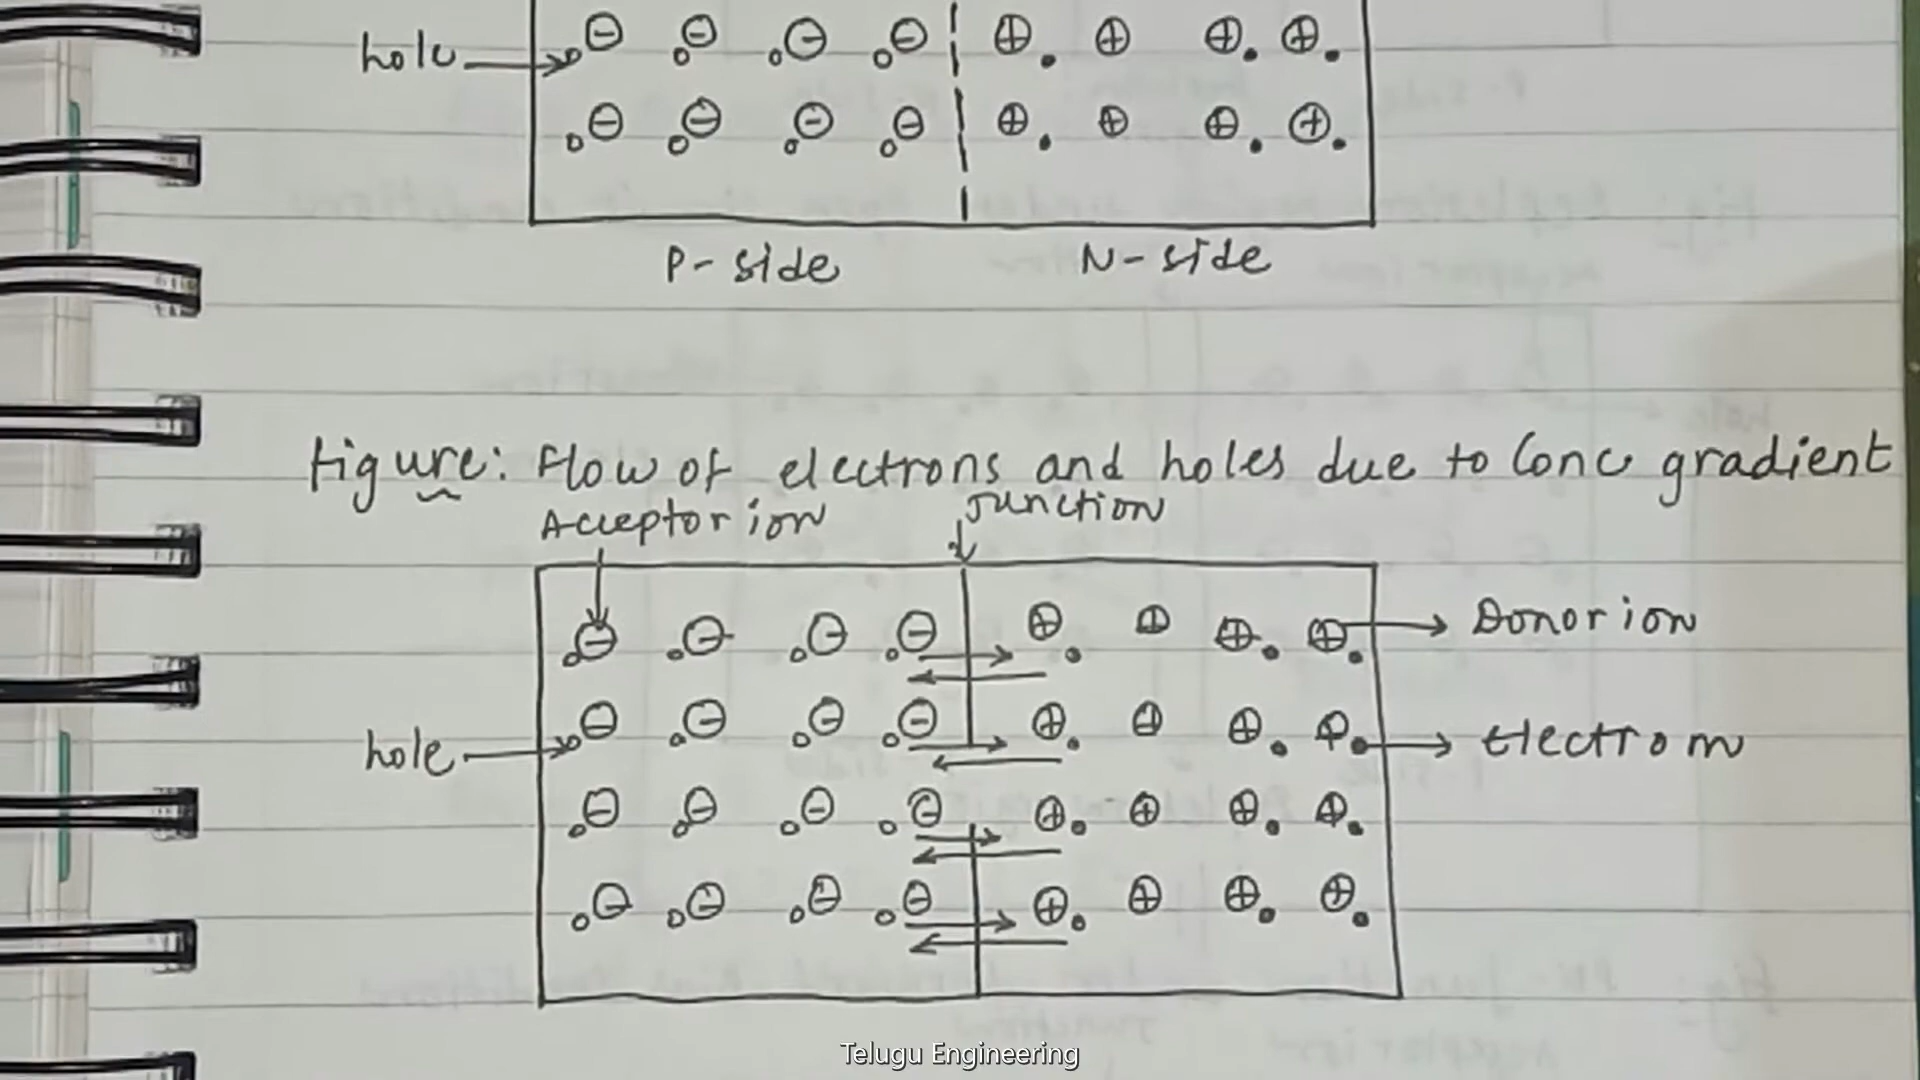 hole
P-side
N-side
Figure: Flow of electrons and holes due to Conc gradient
Acceptor ion
Junction
Donor ion
hole
electrom
Telugu Engineering